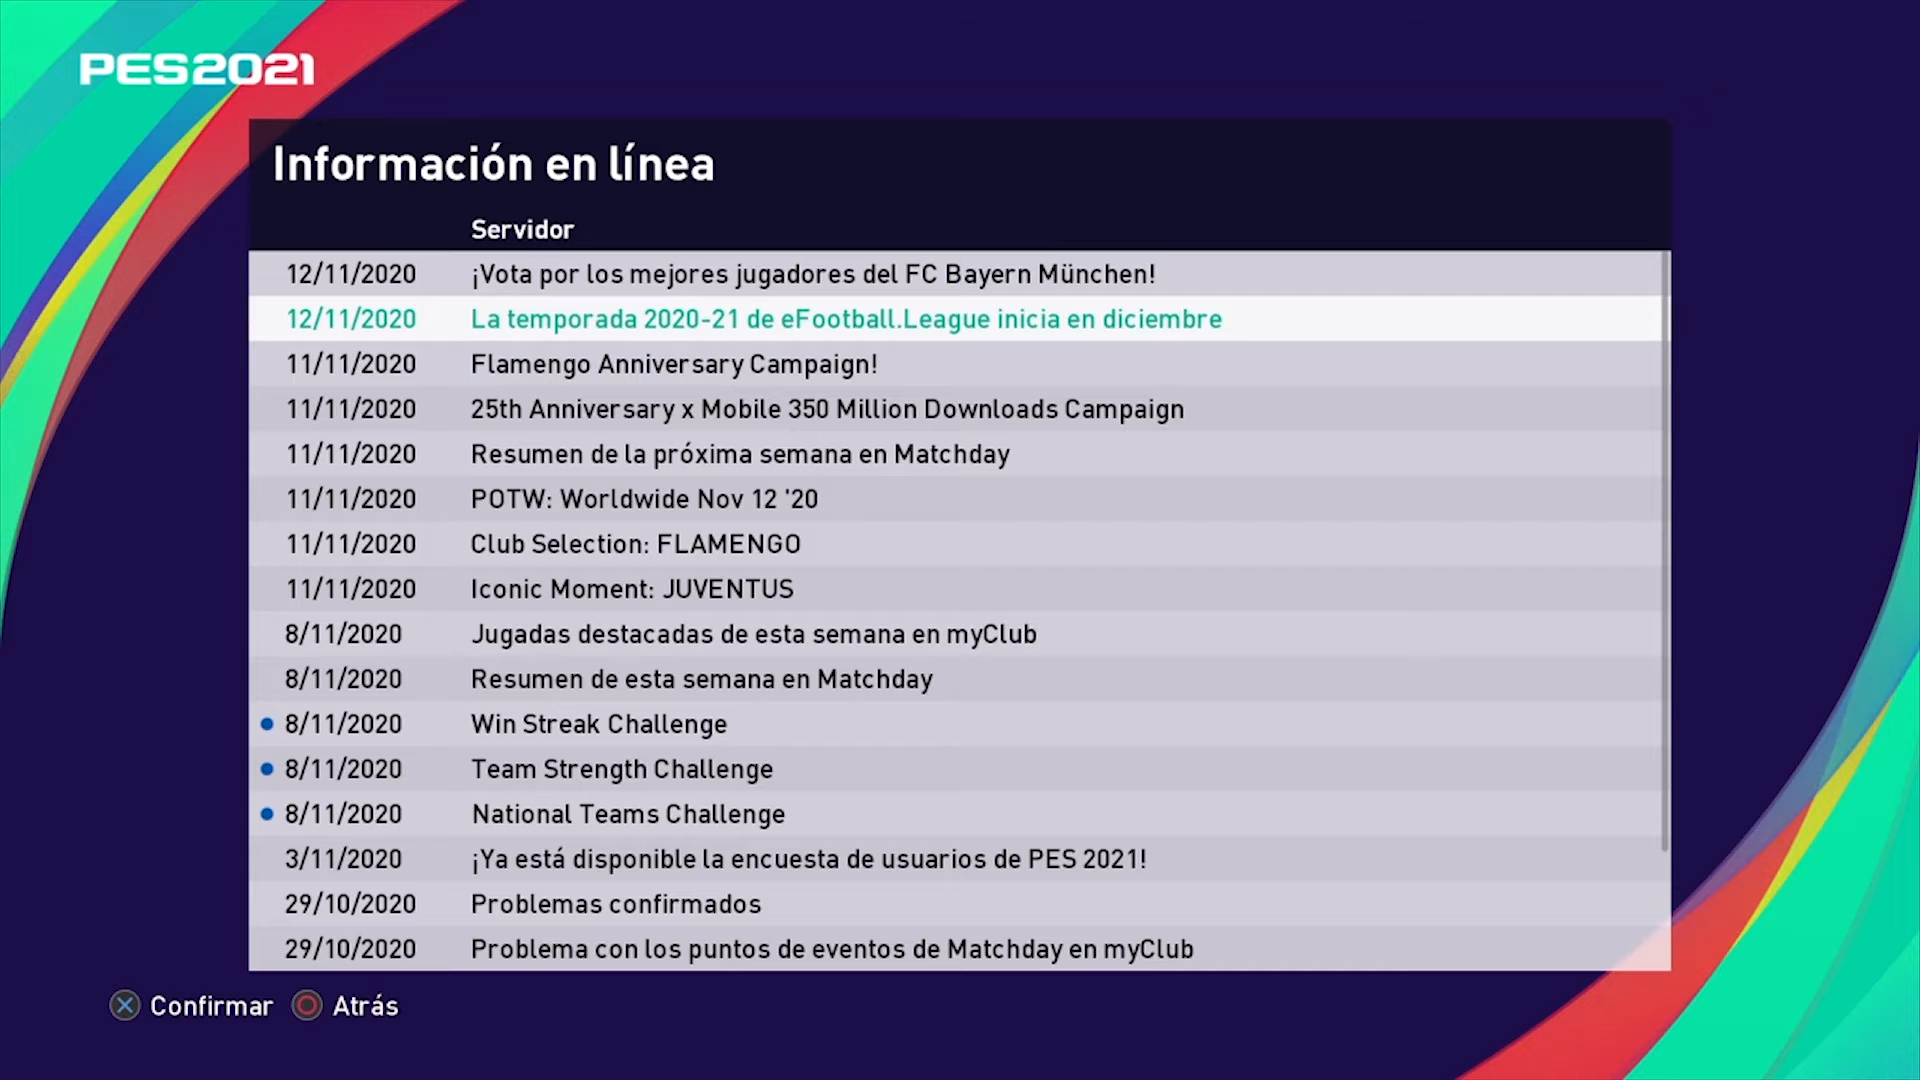 PES2021
Información en línea
Servidor
12/11/2020 ¡Vota por los mejores jugadores del FC Bayern München!
12/11/2020 La temporada 2020-21 de eFootball.League inicia en diciembre
11/11/2020 Flamengo Anniversary Campaign!
11/11/2020 25th Anniversary x Mobile 350 Million Downloads Campaign
11/11/2020 Resumen de la próxima semana en Matchday
11/11/2020 POTW: Worldwide Nov 12 '20
11/11/2020 Club Selection: FLAMENGO
11/11/2020 Iconic Moment: JUVENTUS
8/11/2020 Jugadas destacadas de esta semana en myClub
8/11/2020 Resumen de esta semana en Matchday
8/11/2020 Win Streak Challenge
8/11/2020 Team Strength Challenge
8/11/2020 National Teams Challenge
3/11/2020 ¡Ya está disponible la encuesta de usuarios de PES 2021!
29/10/2020 Problemas confirmados
29/10/2020 Problema con los puntos de eventos de Matchday en myClub
Confirmar Atrás